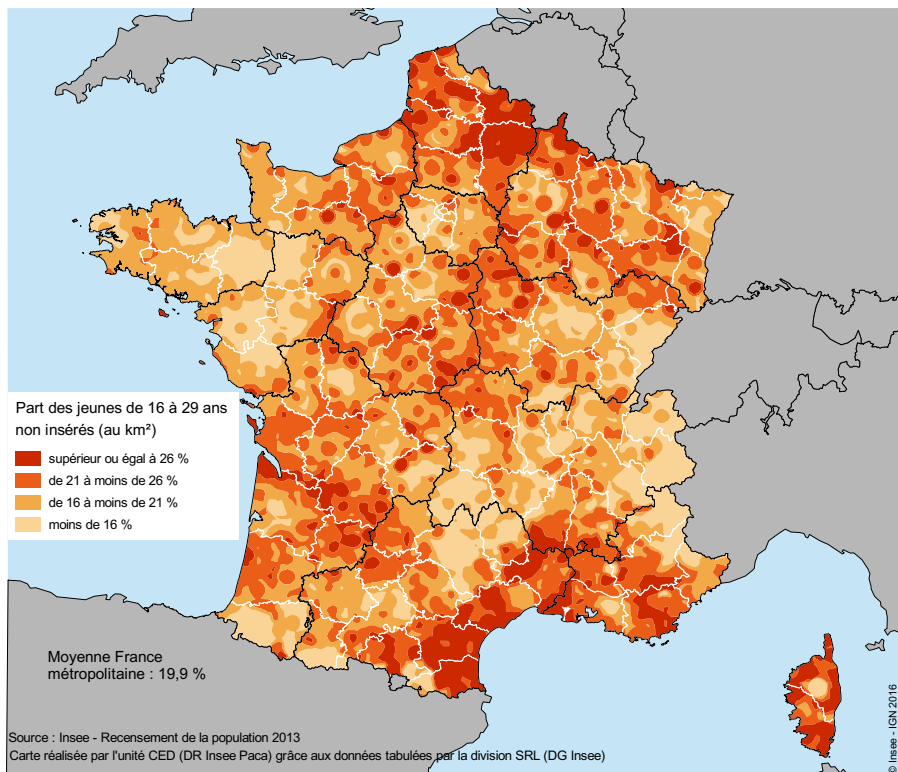 Part des jeunes de 16 à 29 ans
non insérés (au km²)
supérieur ou égal à 26 %
de 21 à moins de 26 %
de 16 à moins de 21 %
moins de 16 %
Moyenne France
métropolitaine : 19,9 %
Source : Insee - Recensement de la population 2013
Carte réalisée par l'unité CED (DR Insee Paca) grâce aux données tabulées par la division SRL (DG Insee)
© Insee - IGN 2016